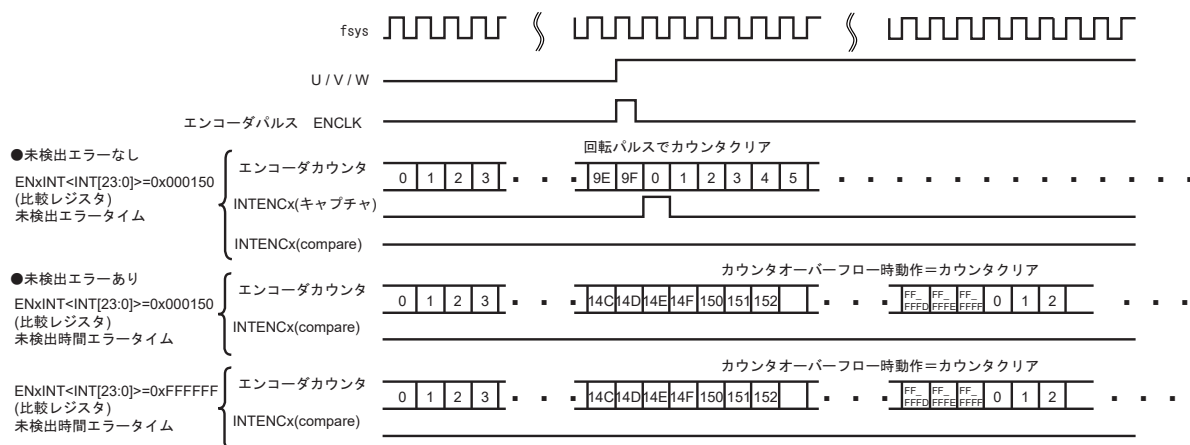 fsys
U / V / W
エンコーダパルス ENCLK
●未検出エラーなし
ENxINT<INT[23:0]>=0x000150
(比較レジスタ)
未検出エラータイム
回転パルスでカウンタクリア
エンコーダカウンタ 0 1 2 3 9E 9F 0 1 2 3 4 5
INTENCx(キャプチャ)
INTENCx(compare)
●未検出エラーあり
ENxINT<INT[23:0]>=0x000150
(比較レジスタ)
未検出時間エラータイム
カウンタオーバーフロー時動作=カウンタクリア
エンコーダカウンタ 0 1 2 3 14C 14D 14E 14F 150 151 152 FF_FFFD FF_FFFE FF_FFFF 0 1 2
INTENCx(compare)
ENxINT<INT[23:0]>=0xFFFFFF
(比較レジスタ)
未検出時間エラータイム
カウンタオーバーフロー時動作=カウンタクリア
エンコーダカウンタ 0 1 2 3 14C 14D 14E 14F 150 151 152 FF_FFFD FF_FFFE FF_FFFF 0 1 2
INTENCx(compare)